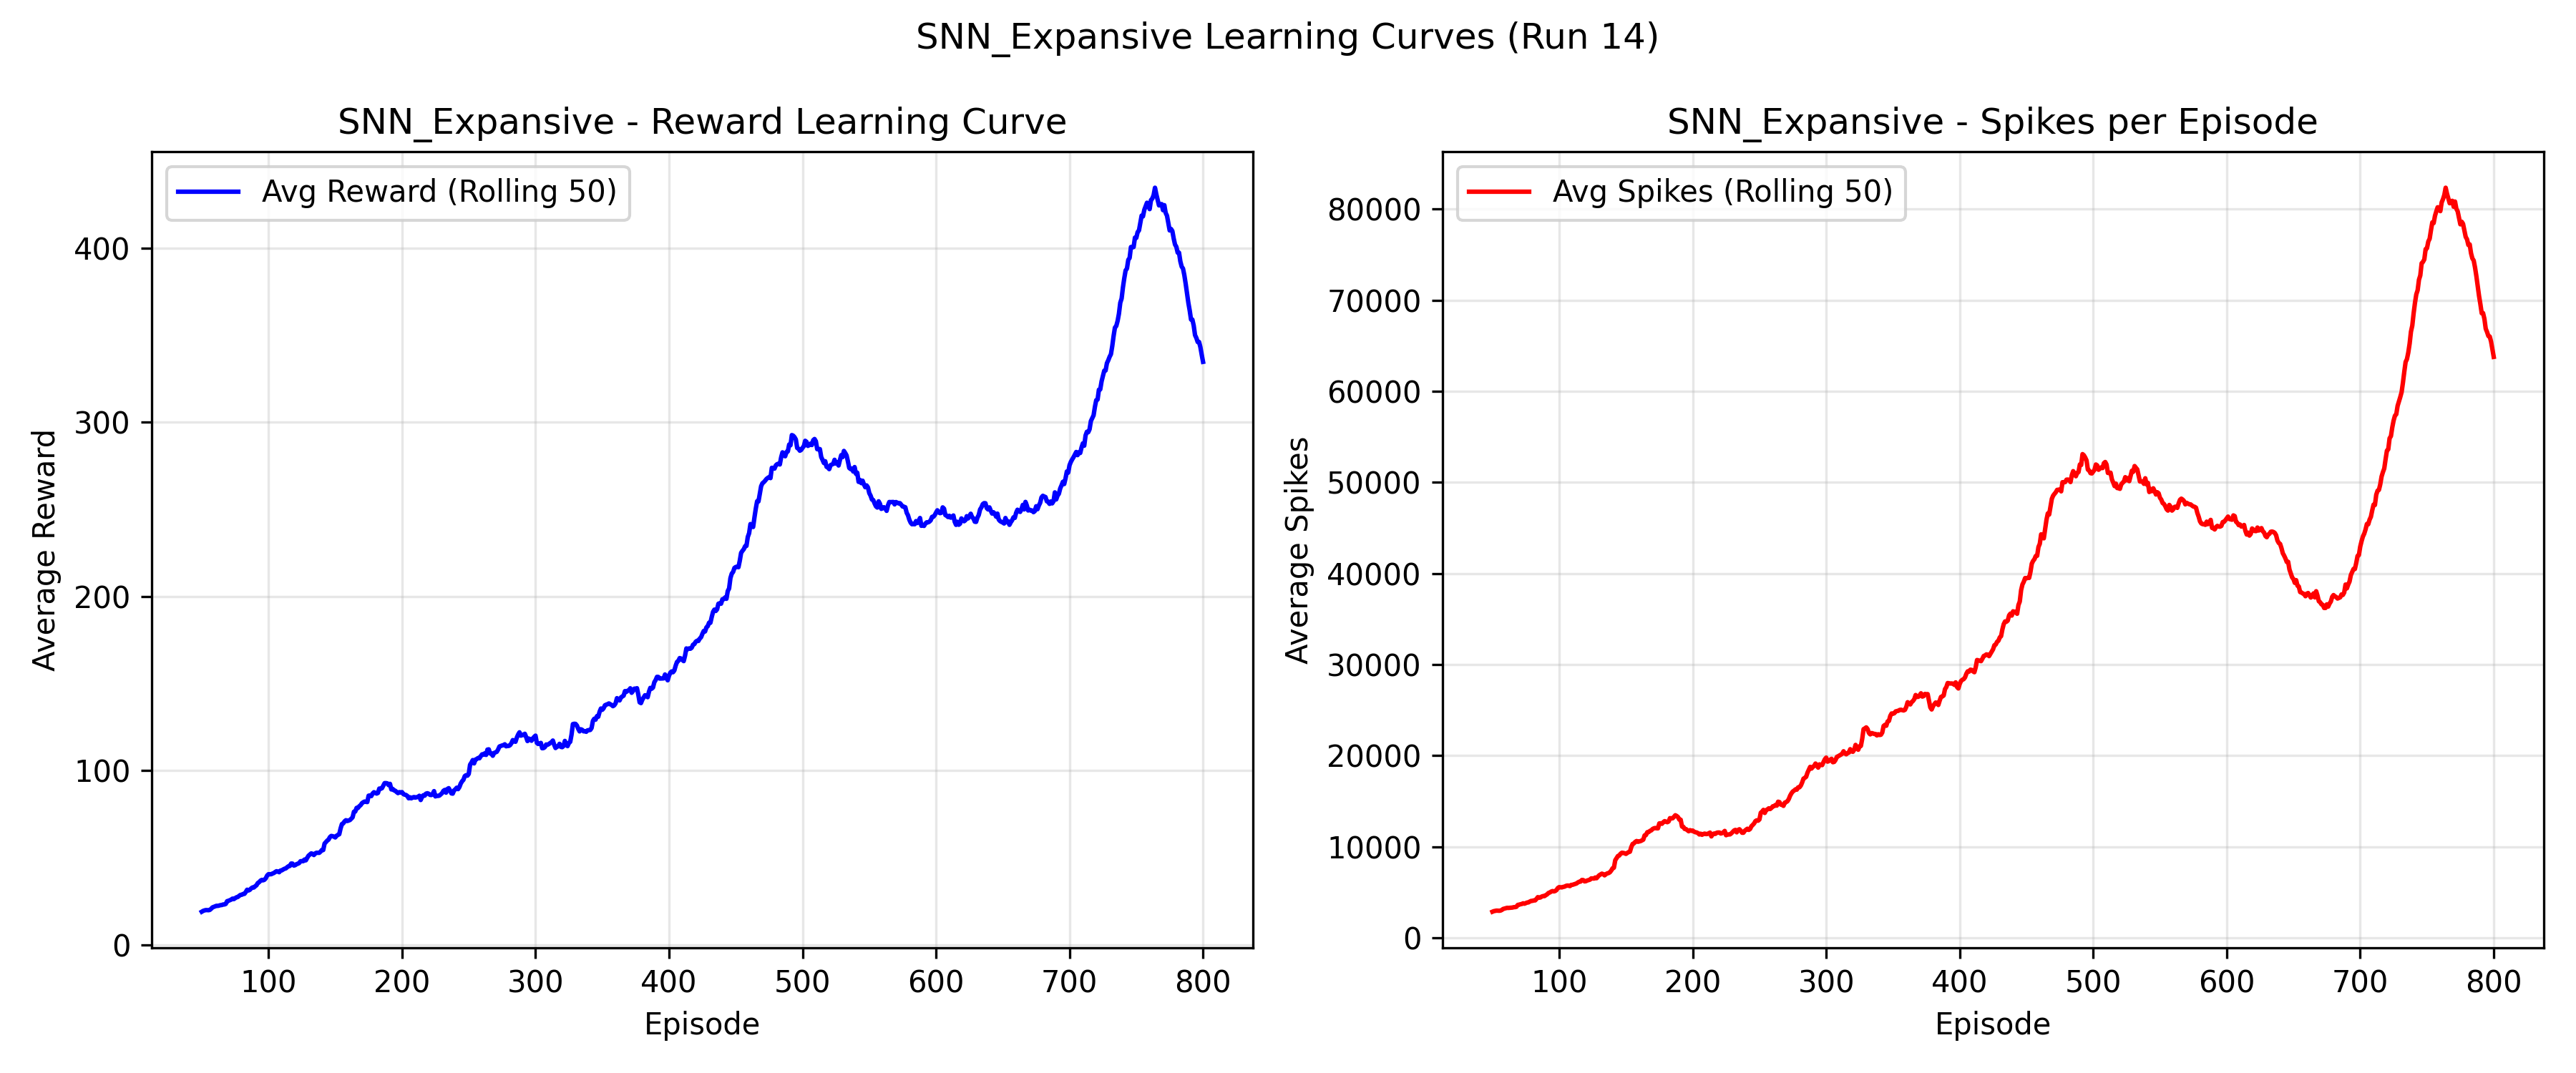 SNN_Expansive Learning Curves (Run 14)
SNN_Expansive - Reward Learning Curve
Avg Reward (Rolling 50)
Average Reward
400
300
200
100
0
100 200 300 400 500 600 700 800
Episode
SNN_Expansive - Spikes per Episode
Avg Spikes (Rolling 50)
Average Spikes
80000
70000
60000
50000
40000
30000
20000
10000
0
100 200 300 400 500 600 700 800
Episode